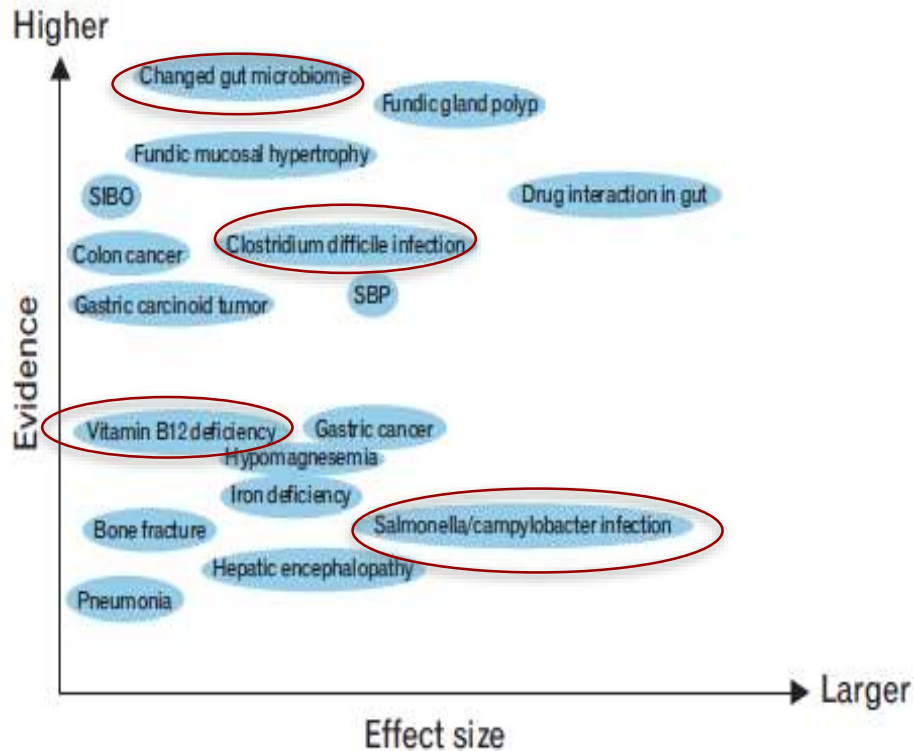 Higher
Changed gut microbiome
Fundic gland polyp
Fundic mucosal hypertrophy
SIBO
Drug interaction in gut
Clostridium difficile infection
Colon cancer
SBP
Gastric carcinoid tumor
Evidence
Vitamin B12 deficiency
Gastric cancer
Hypomagnesemia
Iron deficiency
Salmonella/campylobacter infection
Bone fracture
Hepatic encephalopathy
Pneumonia
Larger
Effect size